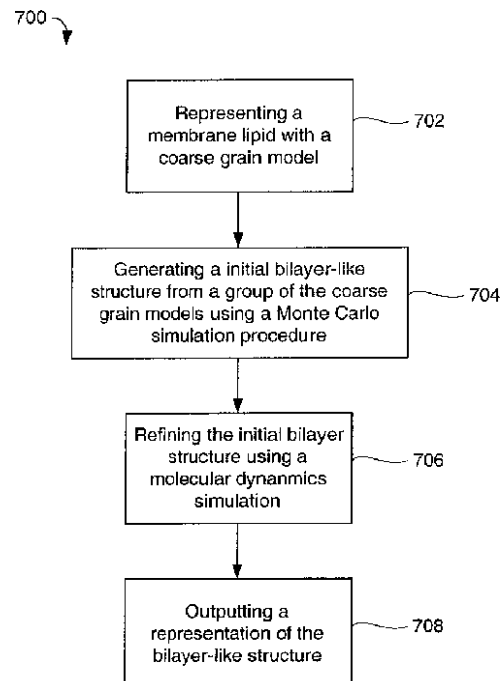 700
Representing a
membrane lipid with a
coarse grain model
702
Generating a initial bilayer-like
structure from a group of the coarse
grain models using a Monte Carlo
simulation procedure
704
Refining the initial bilayer
structure using a
molecular dynanmics
simulation
706
Outputting a
representation of the
bilayer-like structure
708